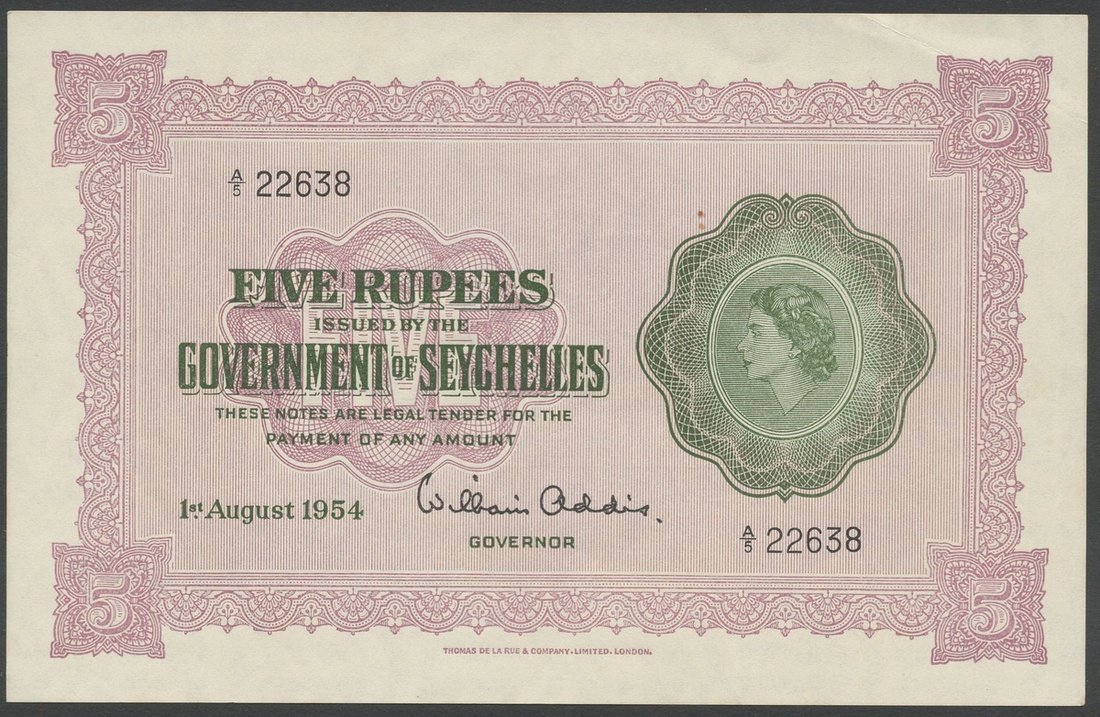 5 5
A/5 22638
FIVE RUPEES
FIVE
ISSUED BY THE
GOVERNMENT OF SEYCHELLES
THESE NOTES ARE LEGAL TENDER FOR THE
PAYMENT OF ANY AMOUNT
1st August 1954
William Addis.
GOVERNOR
A/5 22638
5 5
THOMAS DE LA RUE & COMPANY, LIMITED, LONDON.